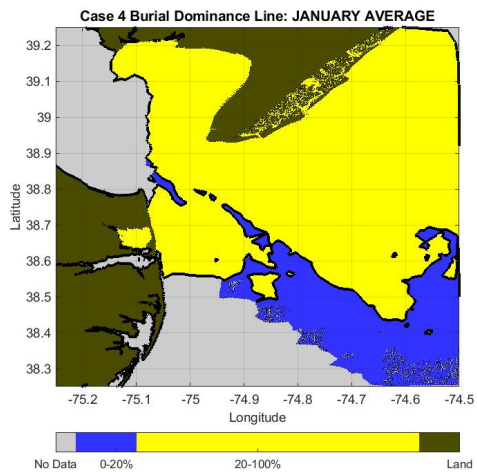 Case 4 Burial Dominance Line: JANUARY AVERAGE
39.2
39.1
39
38.9
38.8
38.7
38.6
38.5
38.4
38.3
Latitude
-75.2 -75.1 -75 -74.9 -74.8 -74.7 -74.6 -74.5
Longitude
No Data 0-20% 20-100% Land